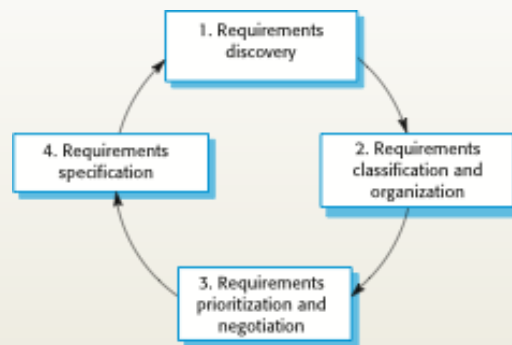 1. Requirements
discovery
2. Requirements
classification and
organization
3. Requirements
prioritization and
negotiation
4. Requirements
specification